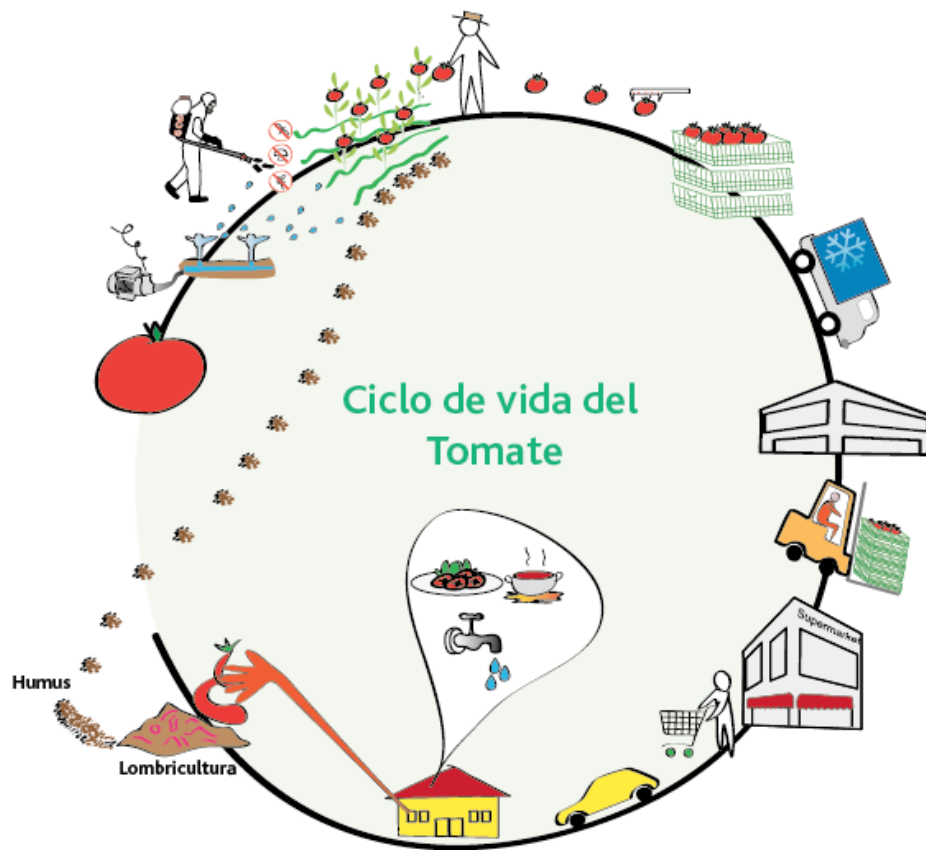 Ciclo de vida del
Tomate
Supermarket
Humus
Lombricultura